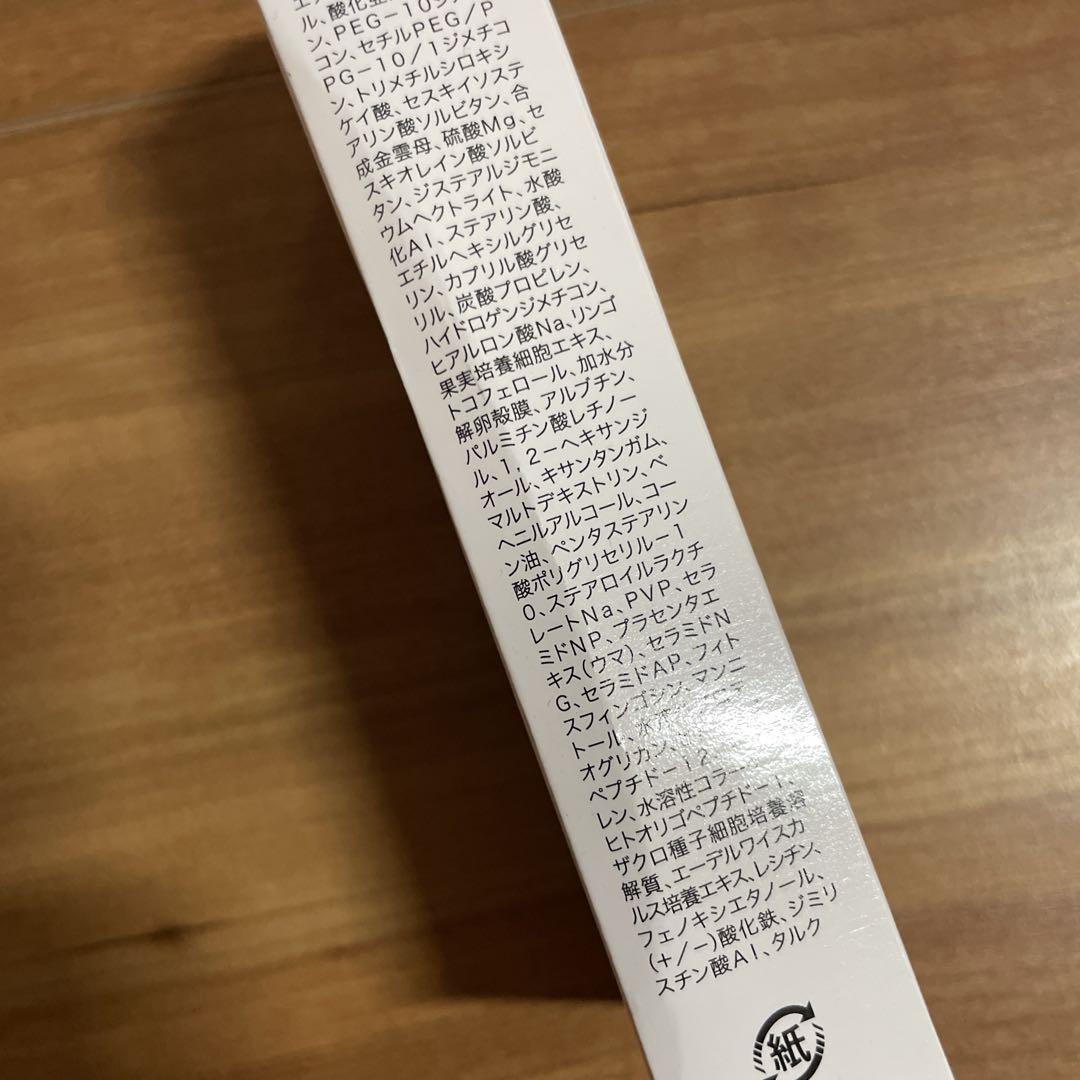 ル、酸化亜
ン、PEG-10ジメ
コン、セチルPEG/P
PG-10/1ジメチコ
ン、トリメチルシロキシ
ケイ酸、セスキイソステ
アリン酸ソルビタン、合
成金雲母、硫酸Mg、セ
スキオレイン酸ソルビ
タン、ジステアルジモニ
ウムヘクトライト、水酸
化Al、ステアリン酸、
エチルヘキシルグリセ
リン、カプリル酸グリセ
リル、炭酸プロピレン、
ハイドロゲンジメチコン、
ヒアルロン酸Na、リンゴ
果実培養細胞エキス、
トコフェロール、加水分
解卵殻膜、アルブチン、
パルミチン酸レチノー
ル、1,2-ヘキサンジ
オール、キサンタンガム、
マルトデキストリン、ベ
ヘニルアルコール、コー
ン油、ペンタステアリン
酸ポリグリセリル-1
0、ステアロイルラクチ
レートNa、PVP、セラ
ミドNP、プラセンタエ
キス(ウマ)、セラミドN
G、セラミドAP、フィト
スフィンゴシン、マンニ
トール、
オグリカン、
ペプチド-12
レン、水溶性コラー
ヒトオリゴペプチド-1、
ザクロ種子細胞培養溶
解質、エーデルワイスカ
ルス培養エキス、レシチン、
フェノキシエタノール、
(+/-)酸化鉄、ジミリ
スチン酸Al、タルク
紙